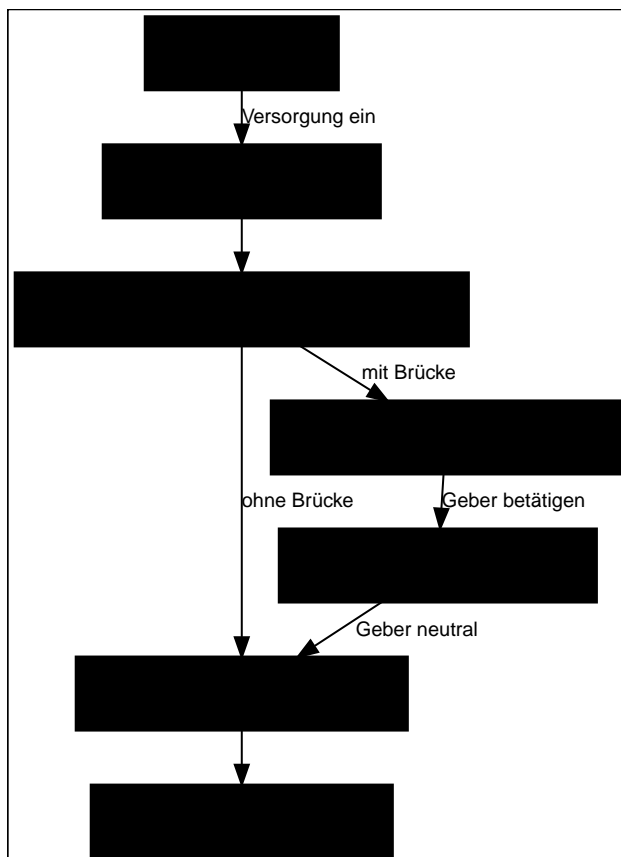 Versorgung ein
mit Brücke
ohne Brücke
Geber betätigen
Geber neutral